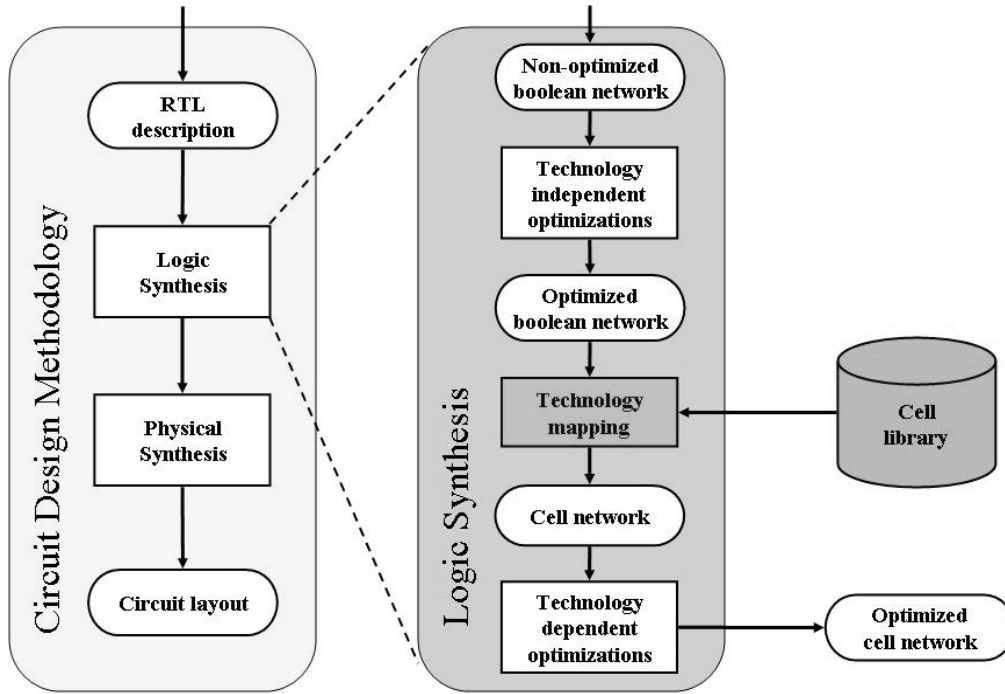 Circuit Design Methodology
RTL
description
Logic
Synthesis
Physical
Synthesis
Circuit layout
Logic Synthesis
Non-optimized
boolean network
Technology
independent
optimizations
Optimized
boolean network
Technology
mapping
Cell network
Technology
dependent
optimizations
Cell
library
Optimized
cell network